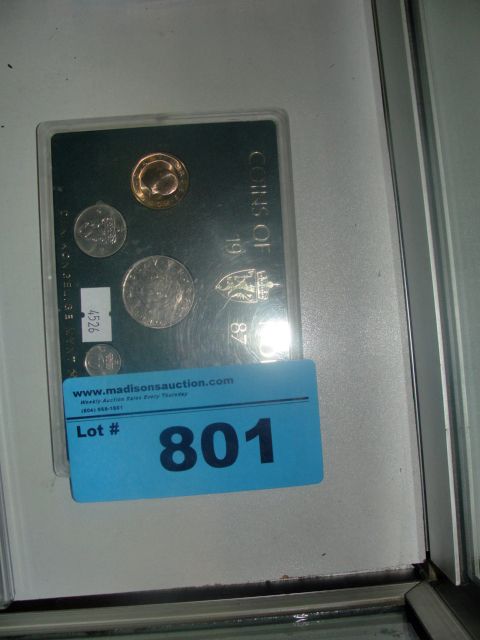 COINS OF
19 87
4526
www.madisonsauction.com
Weekly Auction Sales Every Thursday
Lot #
801